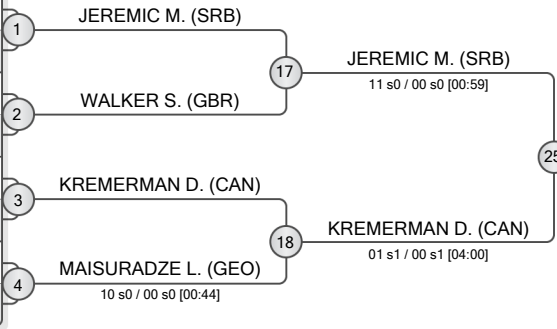 JEREMIC M. (SRB)
1
JEREMIC M. (SRB)
17
11 s0 / 00 s0 [00:59]
WALKER S. (GBR)
2
25
KREMERMAN D. (CAN)
3
KREMERMAN D. (CAN)
18
01 s1 / 00 s1 [04:00]
MAISURADZE L. (GEO)
4
10 s0 / 00 s0 [00:44]